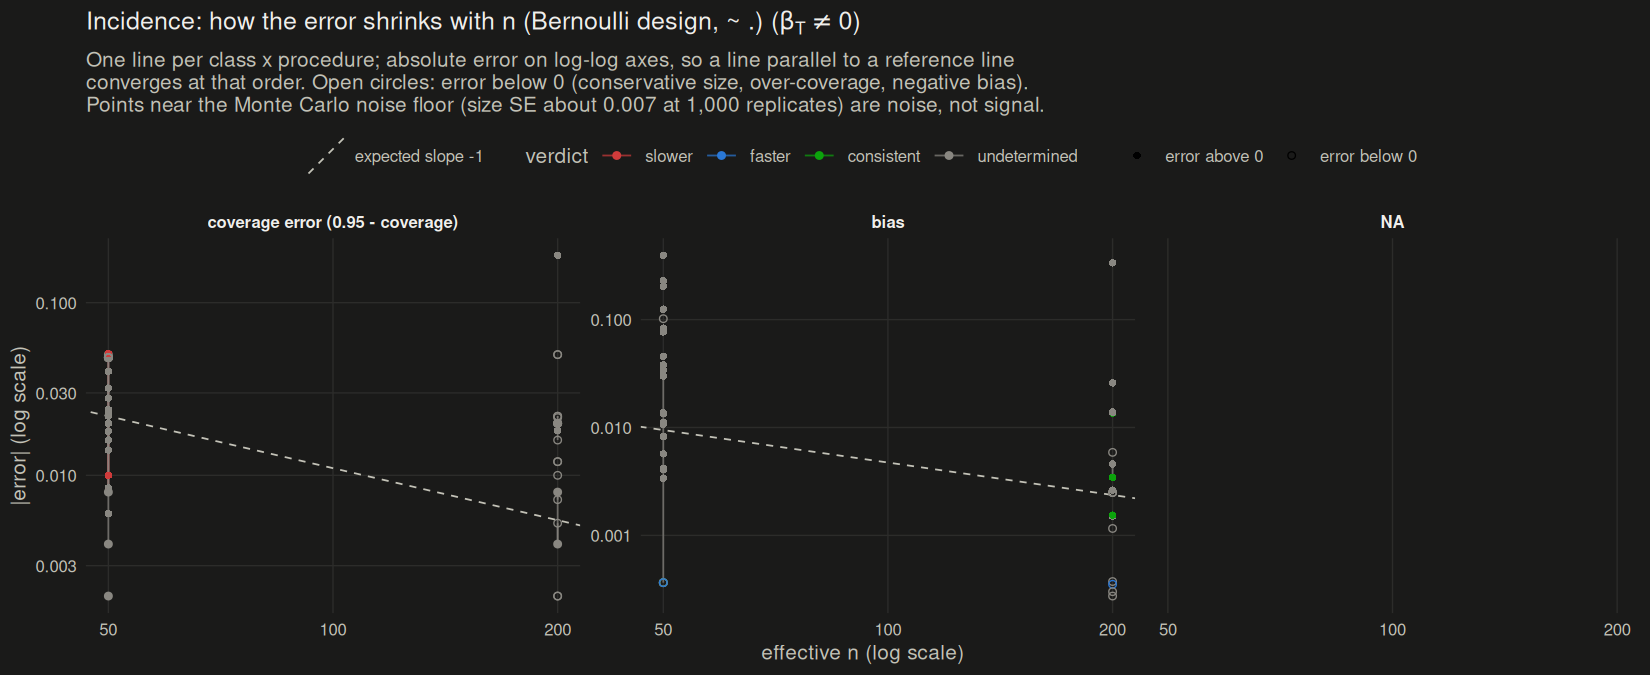 Incidence: how the error shrinks with n (Bernoulli design, ~ .) (βT ≠ 0)
One line per class x procedure; absolute error on log-log axes, so a line parallel to a reference line
converges at that order. Open circles: error below 0 (conservative size, over-coverage, negative bias).
Points near the Monte Carlo noise floor (size SE about 0.007 at 1,000 replicates) are noise, not signal.
expected slope -1 verdict slower faster consistent undetermined error above 0 error below 0
coverage error (0.95 - coverage) bias NA
|error| (log scale)
0.100
0.030
0.010
0.003
0.100
0.010
0.001
50 100 200 50 100 200 50 100 200
effective n (log scale)